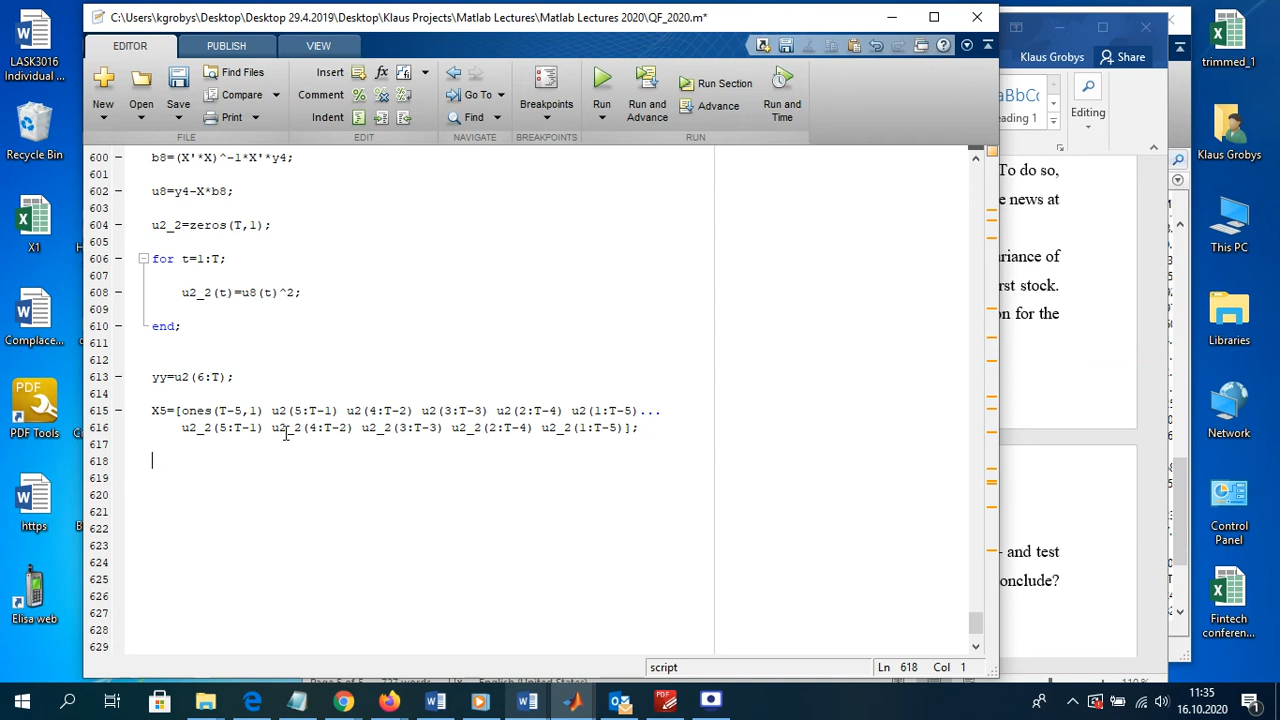 C:\Users\kgrobys\Desktop\Desktop 29.4.2019\Desktop\Klaus Projects\Matlab Lectures\Matlab Lectures 2020\QF_2020.m*
EDITOR PUBLISH VIEW
New Open Save Find Files Compare Print
FILE
Insert fx
Comment % 
Indent
EDIT
Go To
Find
NAVIGATE
Breakpoints
BREAKPOINTS
Run
Run and Advance
Run Section
Advance
Run and Time
RUN
600 – b8=(X'*X)^-1*X'*y4;
601
602 – u8=y4-X*b8;
603
604 – u2_2=zeros(T,1);
605
606 – for t=1:T;
607
608 – u2_2(t)=u8(t)^2;
609
610 – end;
611
612
613 – yy=u2(6:T);
614
615 – X5=[ones(T-5,1) u2(5:T-1) u2(4:T-2) u2(3:T-3) u2(2:T-4) u2(1:T-5)...
616 u2_2(5:T-1) u2_2(4:T-2) u2_2(3:T-3) u2_2(2:T-4) u2_2(1:T-5)];
617
618
619
620
621
622
623
624
625
626
627
628
629
script Ln 618 Col 1
Klaus Grobys Share
AaBbC
eading 1
Editing
To do so,
e news at
ariance of
rst stock.
on for the
- and test
onclude?
LASK3016
Individual ...
Recycle Bin
X1
Complace...
PDF
PDF Tools
https
Elisa web
trimmed_1
Klaus Grobys
This PC
Libraries
Network
Control
Panel
Fintech
conferen...
11:35
16.10.2020